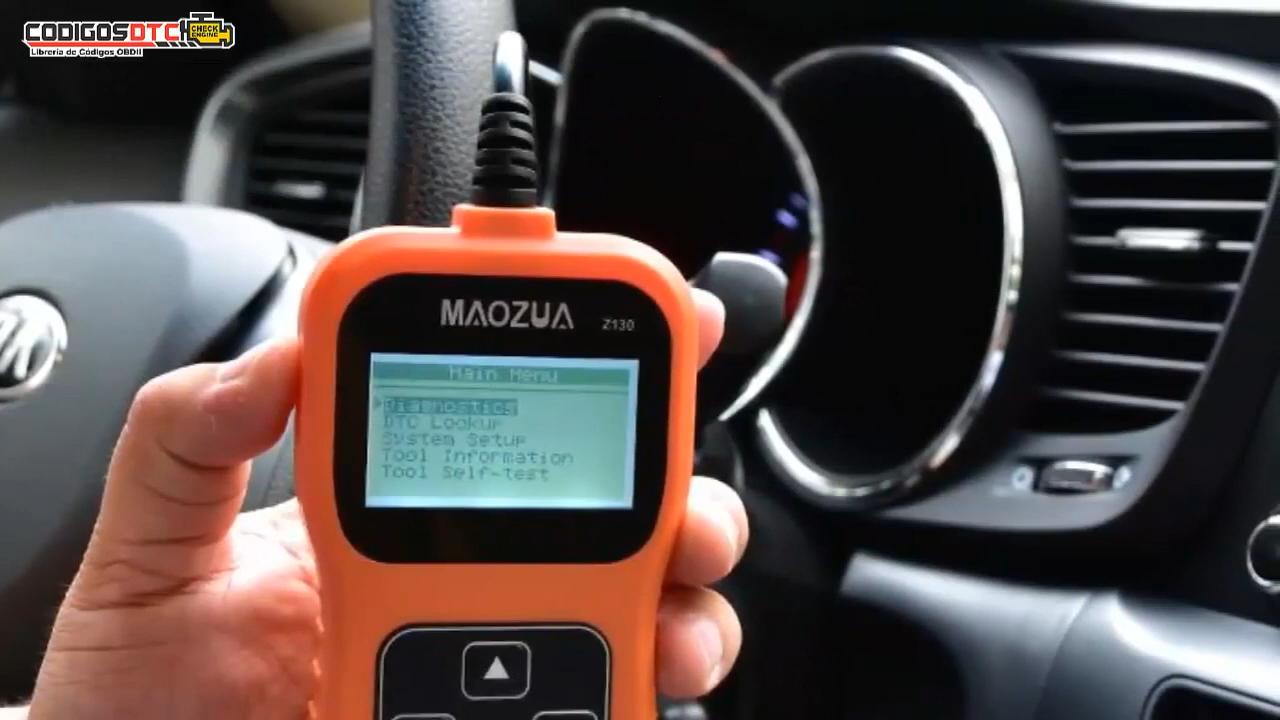 CODIGOSDTC
CHECK
ENGINE
Librería de Códigos OBDII
MAOZUA
Z130
Main Menu
Diagnostics
DTC Lookup
System Setup
Tool Information
Tool Self-test